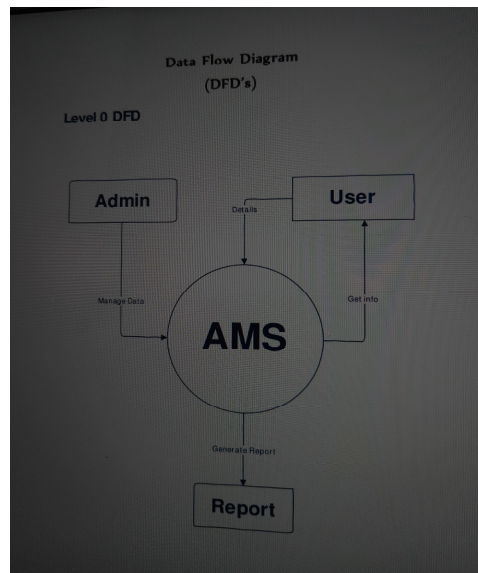 Data Flow Diagram
(DFD's)
Level 0 DFD
Admin
User
Details
Manage Data
Get info
AMS
Generate Report
Report